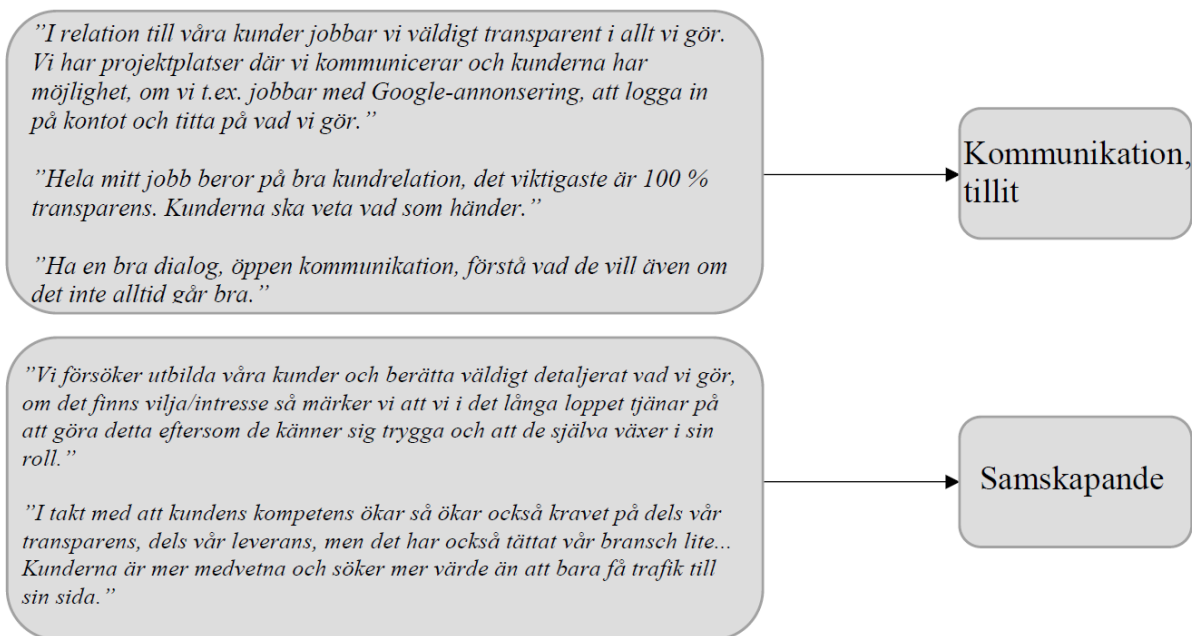 ”I relation till våra kunder jobbar vi väldigt transparent i allt vi gör.
Vi har projektplatser där vi kommunicerar och kunderna har
möjlighet, om vi t.ex. jobbar med Google-annonsering, att logga in
på kontot och titta på vad vi gör.”
”Hela mitt jobb beror på bra kundrelation, det viktigaste är 100 %
transparens. Kunderna ska veta vad som händer.”
”Ha en bra dialog, öppen kommunikation, förstå vad de vill även om
det inte alltid går bra.”
Kommunikation,
tillit
”Vi försöker utbilda våra kunder och berätta väldigt detaljerat vad vi gör,
om det finns vilja/intresse så märker vi att vi i det långa loppet tjänar på
att göra detta eftersom de känner sig trygga och att de själva växer i sin
roll.”
”I takt med att kundens kompetens ökar så ökar också kravet på dels vår
transparens, dels vår leverans, men det har också tättat vår bransch lite...
Kunderna är mer medvetna och söker mer värde än att bara få trafik till
sin sida.”
Samskapande